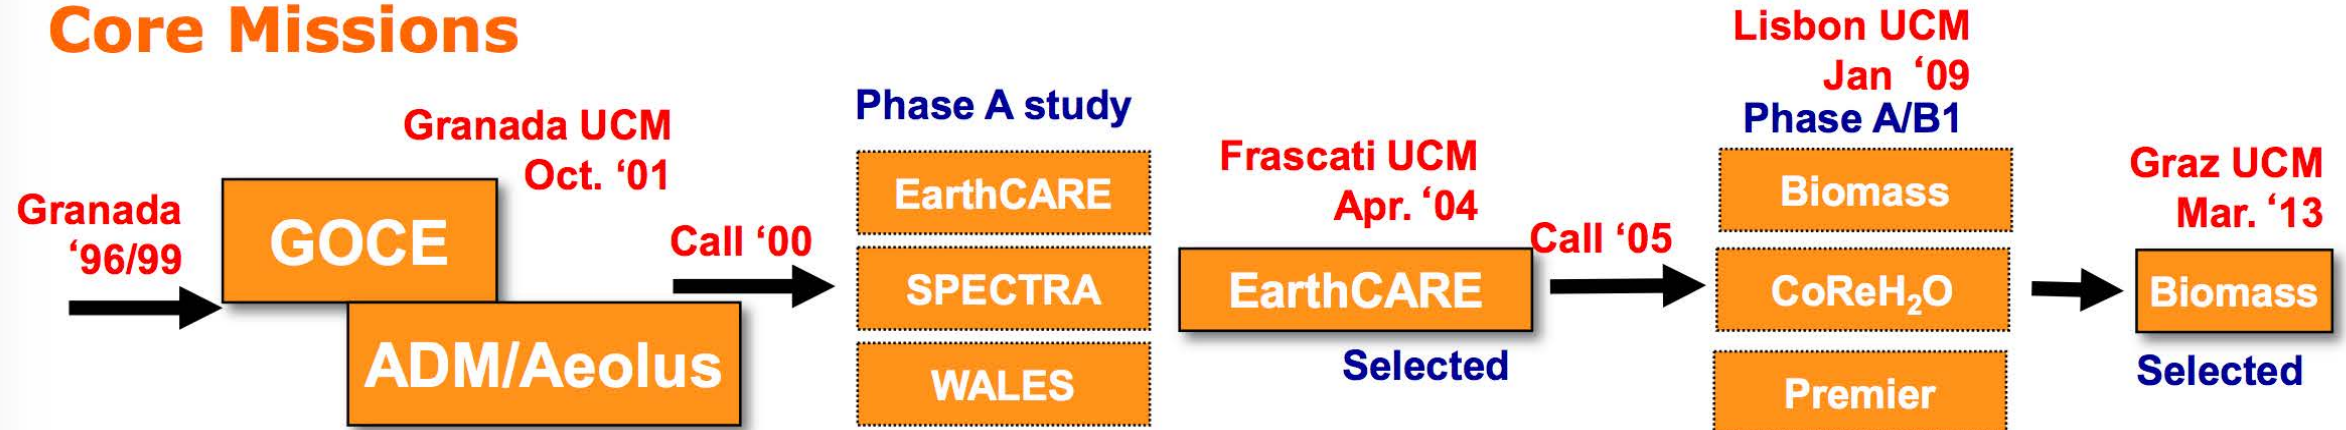 Core Missions
Granada
‘96/99
GOCE
ADM/Aeolus
Granada UCM
Oct. ‘01
Call ‘00
Phase A study
EarthCARE
SPECTRA
WALES
Frascati UCM
Apr. ‘04
EarthCARE
Selected
Call ‘05
Lisbon UCM
Jan ‘09
Phase A/B1
Biomass
CoReH₂O
Premier
Graz UCM
Mar. ‘13
Biomass
Selected